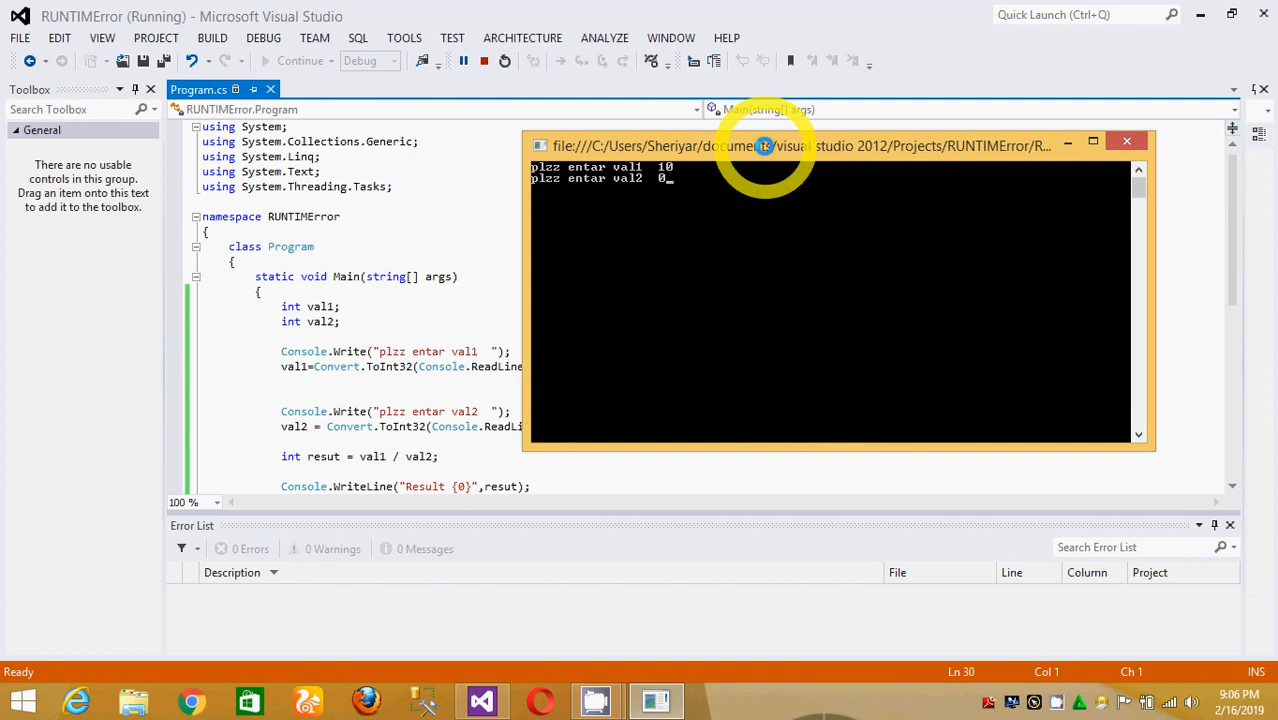 RUNTIMError (Running) - Microsoft Visual Studio
Quick Launch (Ctrl+Q)
FILE EDIT VIEW PROJECT BUILD DEBUG TEAM SQL TOOLS TEST ARCHITECTURE ANALYZE WINDOW HELP
Continue Debug
Toolbox
Search Toolbox
General
There are no usable
controls in this group.
Drag an item onto this text
to add it to the toolbox.
Program.cs
RUNTIMError.Program
Main(string[] args)
using System;
using System.Collections.Generic;
using System.Linq;
using System.Text;
using System.Threading.Tasks;
namespace RUNTIMError
{
class Program
{
static void Main(string[] args)
{
int val1;
int val2;
Console.Write("plzz entar val1  ");
val1=Convert.ToInt32(Console.ReadLine
Console.Write("plzz entar val2  ");
val2 = Convert.ToInt32(Console.ReadLi
int resut = val1 / val2;
Console.WriteLine("Result {0}",resut);
100 %
file:///C:/Users/Sheriyar/documents/visual studio 2012/Projects/RUNTIMError/R...
plzz entar val1  10
plzz entar val2  0_
Error List
0 Errors 0 Warnings 0 Messages
Search Error List
Description File Line Column Project
Ready Ln 30 Col 1 Ch 1 INS
9:06 PM
2/16/2019